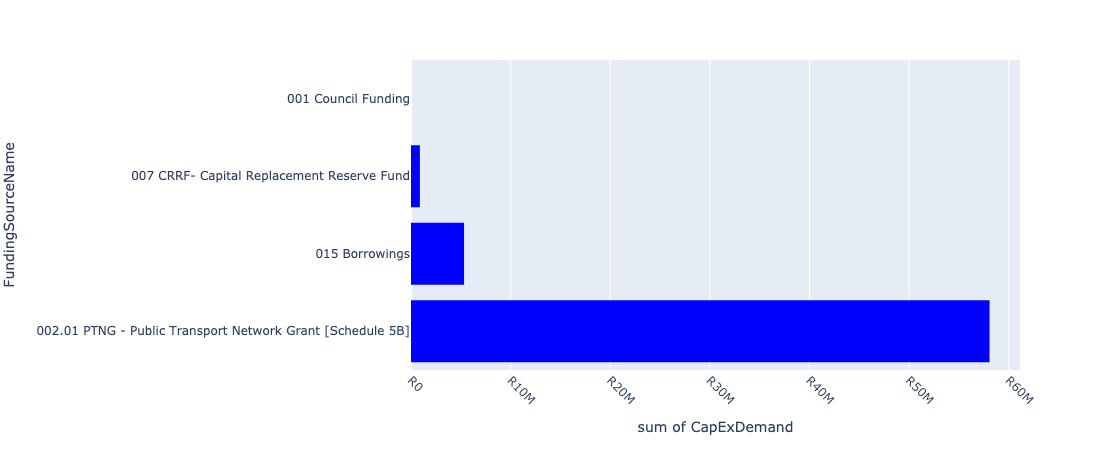 FundingSourceName
001 Council Funding
007 CRRF- Capital Replacement Reserve Fund
015 Borrowings
002.01 PTNG - Public Transport Network Grant [Schedule 5B]
R0
R10M
R20M
R30M
R40M
R50M
R60M
sum of CapExDemand